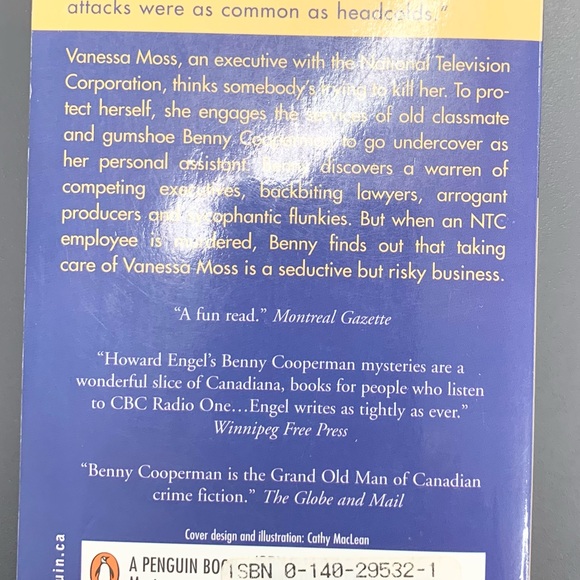 attacks were as common as headcolds."
Vanessa Moss, an executive with the National Television
Corporation, thinks somebody's trying to kill her. To pro-
tect herself, she engages the services of old classmate
and gumshoe Benny Cooperman to go undercover as
her personal assistant. Benny discovers a warren of
competing executives, backbiting lawyers, arrogant
producers and sycophantic flunkies. But when an NTC
employee is murdered, Benny finds out that taking
care of Vanessa Moss is a seductive but risky business.
"A fun read." Montreal Gazette
"Howard Engel's Benny Cooperman mysteries are a
wonderful slice of Canadiana, books for people who listen
to CBC Radio One…Engel writes as tightly as ever."
Winnipeg Free Press
"Benny Cooperman is the Grand Old Man of Canadian
crime fiction." The Globe and Mail
Cover design and illustration: Cathy MacLean
uin.ca
A PENGUIN BOO
ISBN 0-140-29532-1